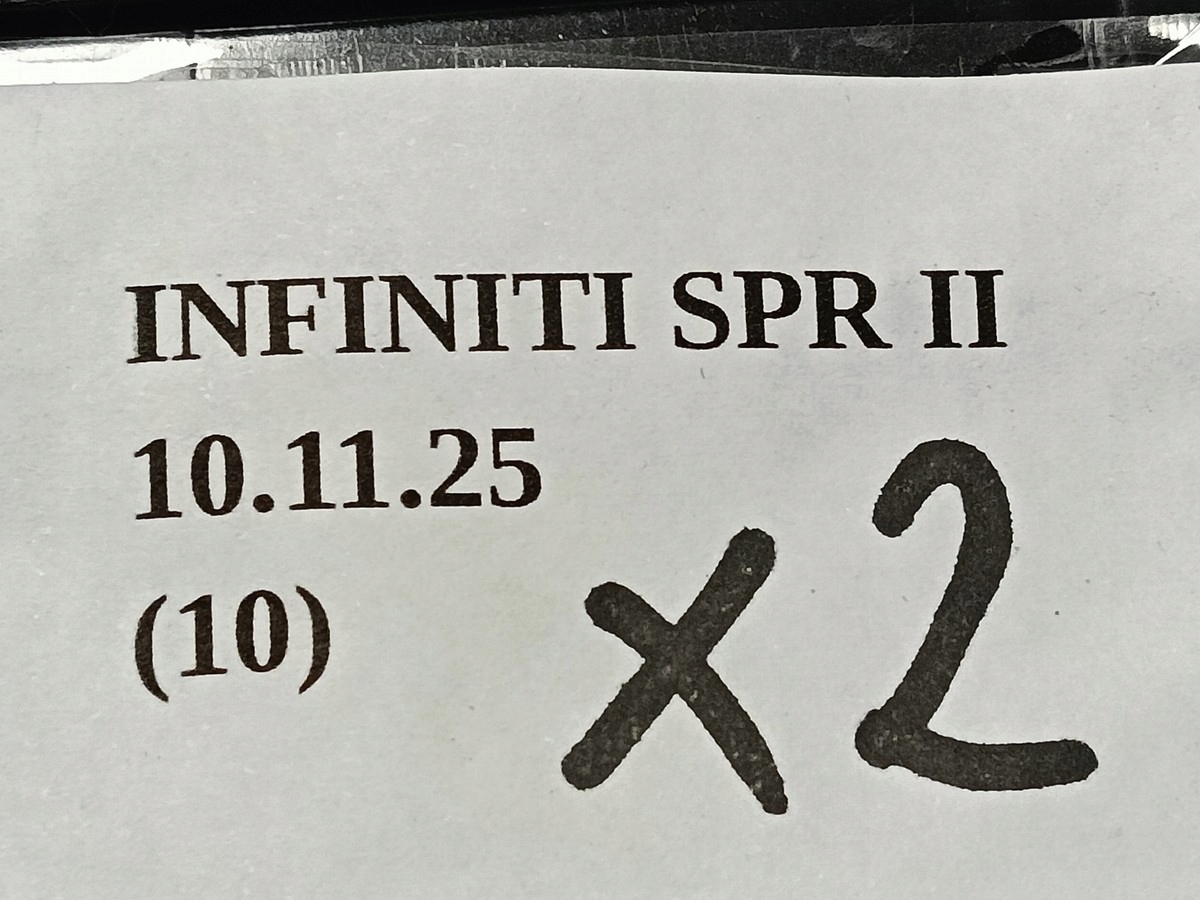 INFINITI SPR II
10.11.25
(10)
x2